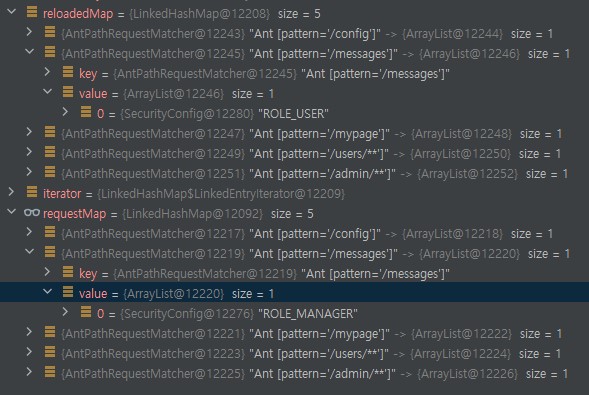 reloadedMap = {LinkedHashMap@12208} size = 5
{AntPathRequestMatcher@12243} "Ant [pattern='/config']" -> {ArrayList@12244} size = 1
{AntPathRequestMatcher@12245} "Ant [pattern='/messages']" -> {ArrayList@12246} size = 1
key = {AntPathRequestMatcher@12245} "Ant [pattern='/messages']"
value = {ArrayList@12246} size = 1
0 = {SecurityConfig@12280} "ROLE_USER"
{AntPathRequestMatcher@12247} "Ant [pattern='/mypage']" -> {ArrayList@12248} size = 1
{AntPathRequestMatcher@12249} "Ant [pattern='/users/**']" -> {ArrayList@12250} size = 1
{AntPathRequestMatcher@12251} "Ant [pattern='/admin/**']" -> {ArrayList@12252} size = 1
iterator = {LinkedHashMap$LinkedEntryIterator@12209}
requestMap = {LinkedHashMap@12092} size = 5
{AntPathRequestMatcher@12217} "Ant [pattern='/config']" -> {ArrayList@12218} size = 1
{AntPathRequestMatcher@12219} "Ant [pattern='/messages']" -> {ArrayList@12220} size = 1
key = {AntPathRequestMatcher@12219} "Ant [pattern='/messages']"
value = {ArrayList@12220} size = 1
0 = {SecurityConfig@12276} "ROLE_MANAGER"
{AntPathRequestMatcher@12221} "Ant [pattern='/mypage']" -> {ArrayList@12222} size = 1
{AntPathRequestMatcher@12223} "Ant [pattern='/users/**']" -> {ArrayList@12224} size = 1
{AntPathRequestMatcher@12225} "Ant [pattern='/admin/**']" -> {ArrayList@12226} size = 1